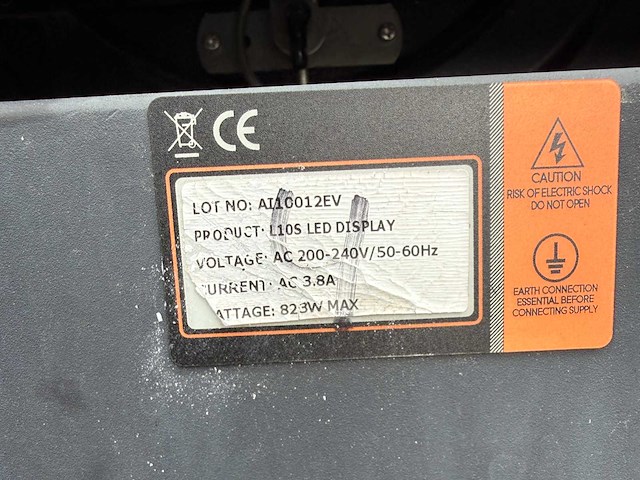 CE
LOT NO: AI10012EV
PRODUCT: L10S LED DISPLAY
VOLTAGE: AC 200-240V/50-60Hz
CURRENT: AC 3.8A
WATTAGE: 823W MAX
CAUTION
RISK OF ELECTRIC SHOCK
DO NOT OPEN
EARTH CONNECTION
ESSENTIAL BEFORE
CONNECTING SUPPLY